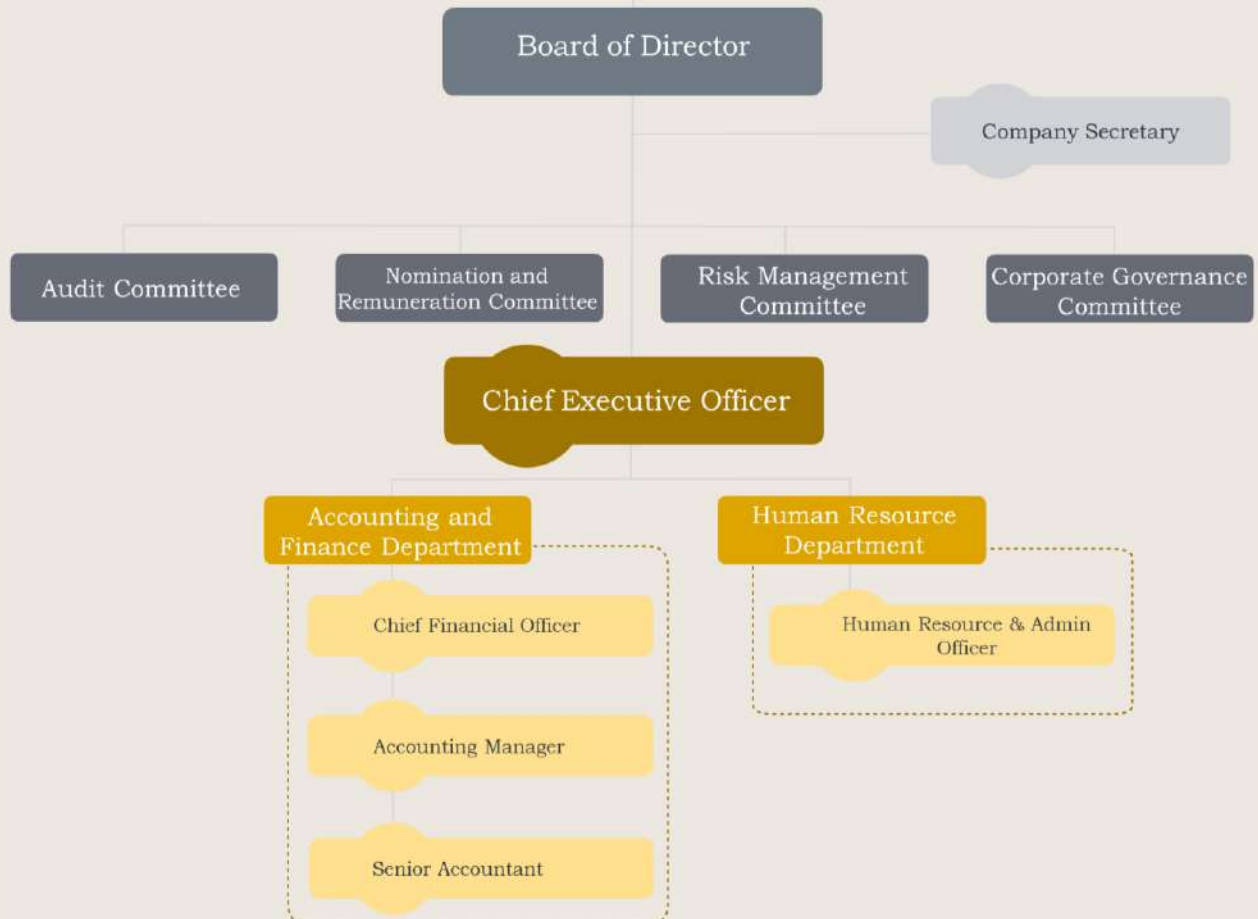 Board of Director
Company Secretary
Audit Committee
Nomination and
Remuneration Committee
Risk Management
Committee
Corporate Governance
Committee
Chief Executive Officer
Accounting and
Finance Department
Human Resource
Department
Chief Financial Officer
Human Resource & Admin
Officer
Accounting Manager
Senior Accountant